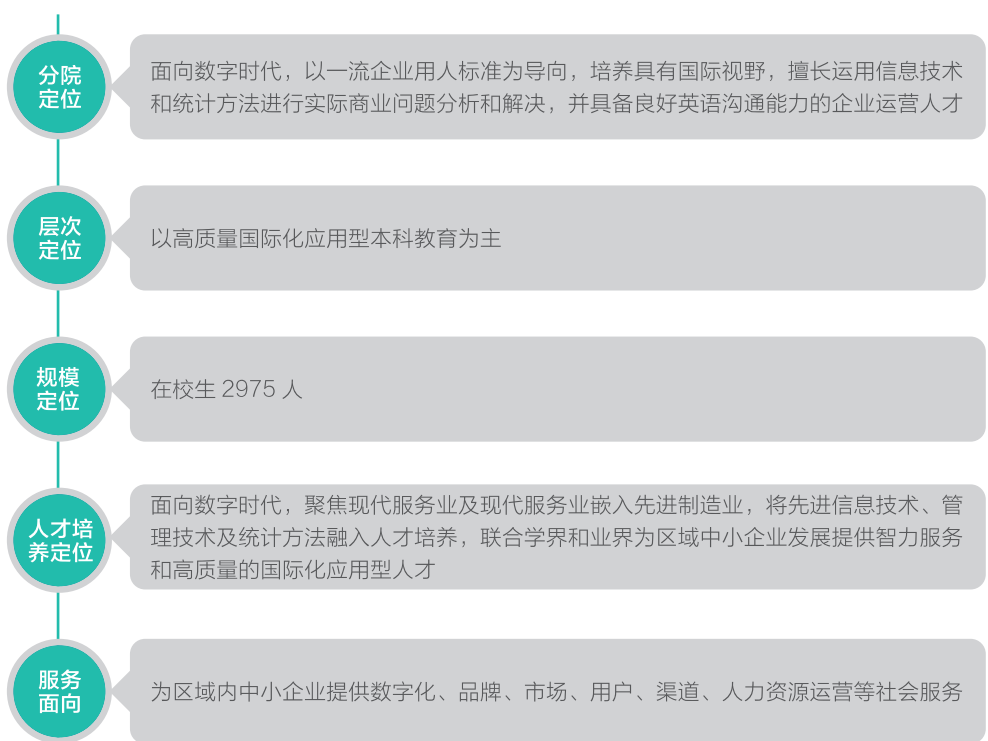 分院
定位
面向数字时代，以一流企业用人标准为导向，培养具有国际视野，擅长运用信息技术
和统计方法进行实际商业问题分析和解决，并具备良好英语沟通能力的企业运营人才
层次
定位
以高质量国际化应用型本科教育为主
规模
定位
在校生 2975 人
人才培
养定位
面向数字时代，聚焦现代服务业及现代服务业嵌入先进制造业，将先进信息技术、管
理技术及统计方法融入人才培养，联合学界和业界为区域中小企业发展提供智力服务
和高质量的国际化应用型人才
服务
面向
为区域内中小企业提供数字化、品牌、市场、用户、渠道、人力资源运营等社会服务